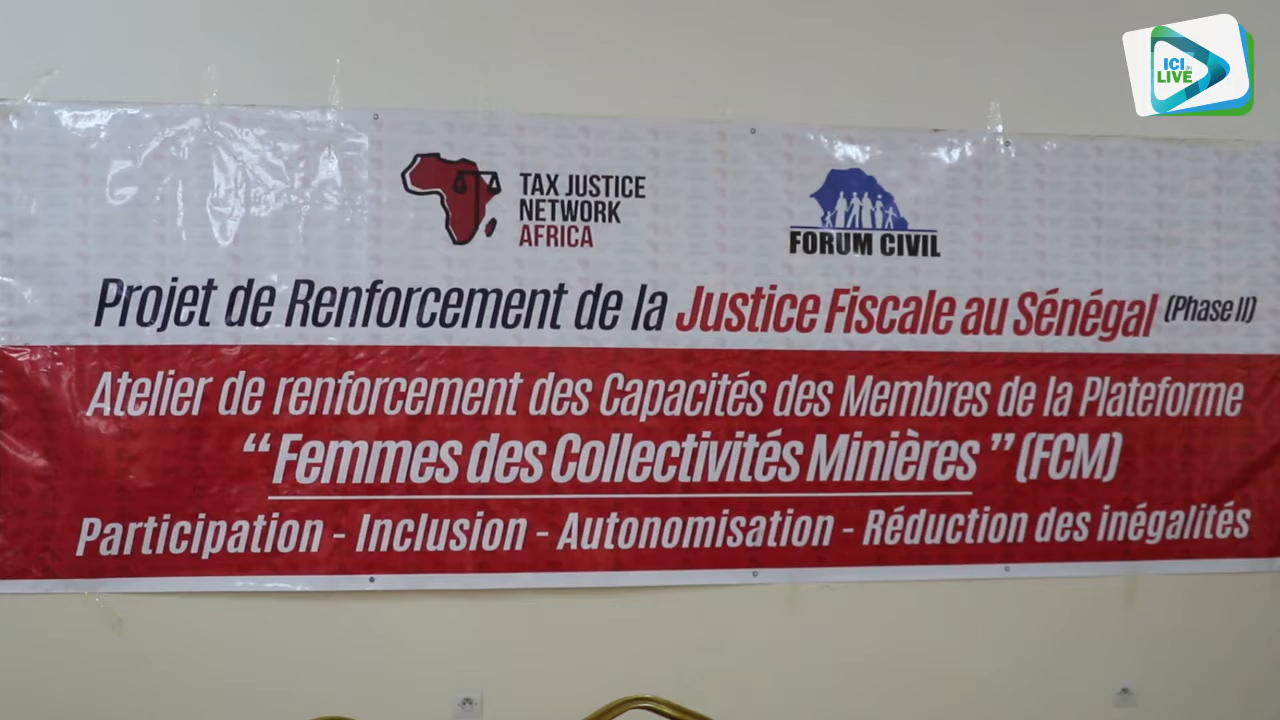 ICI
LIVE
TAX JUSTICE
NETWORK
AFRICA
FORUM CIVIL
Projet de Renforcement de la Justice Fiscale au Sénégal (Phase II)
Atelier de renforcement des Capacités des Membres de la Plateforme
“Femmes des Collectivités Minières” (FCM)
Participation - Inclusion - Autonomisation - Réduction des inégalités